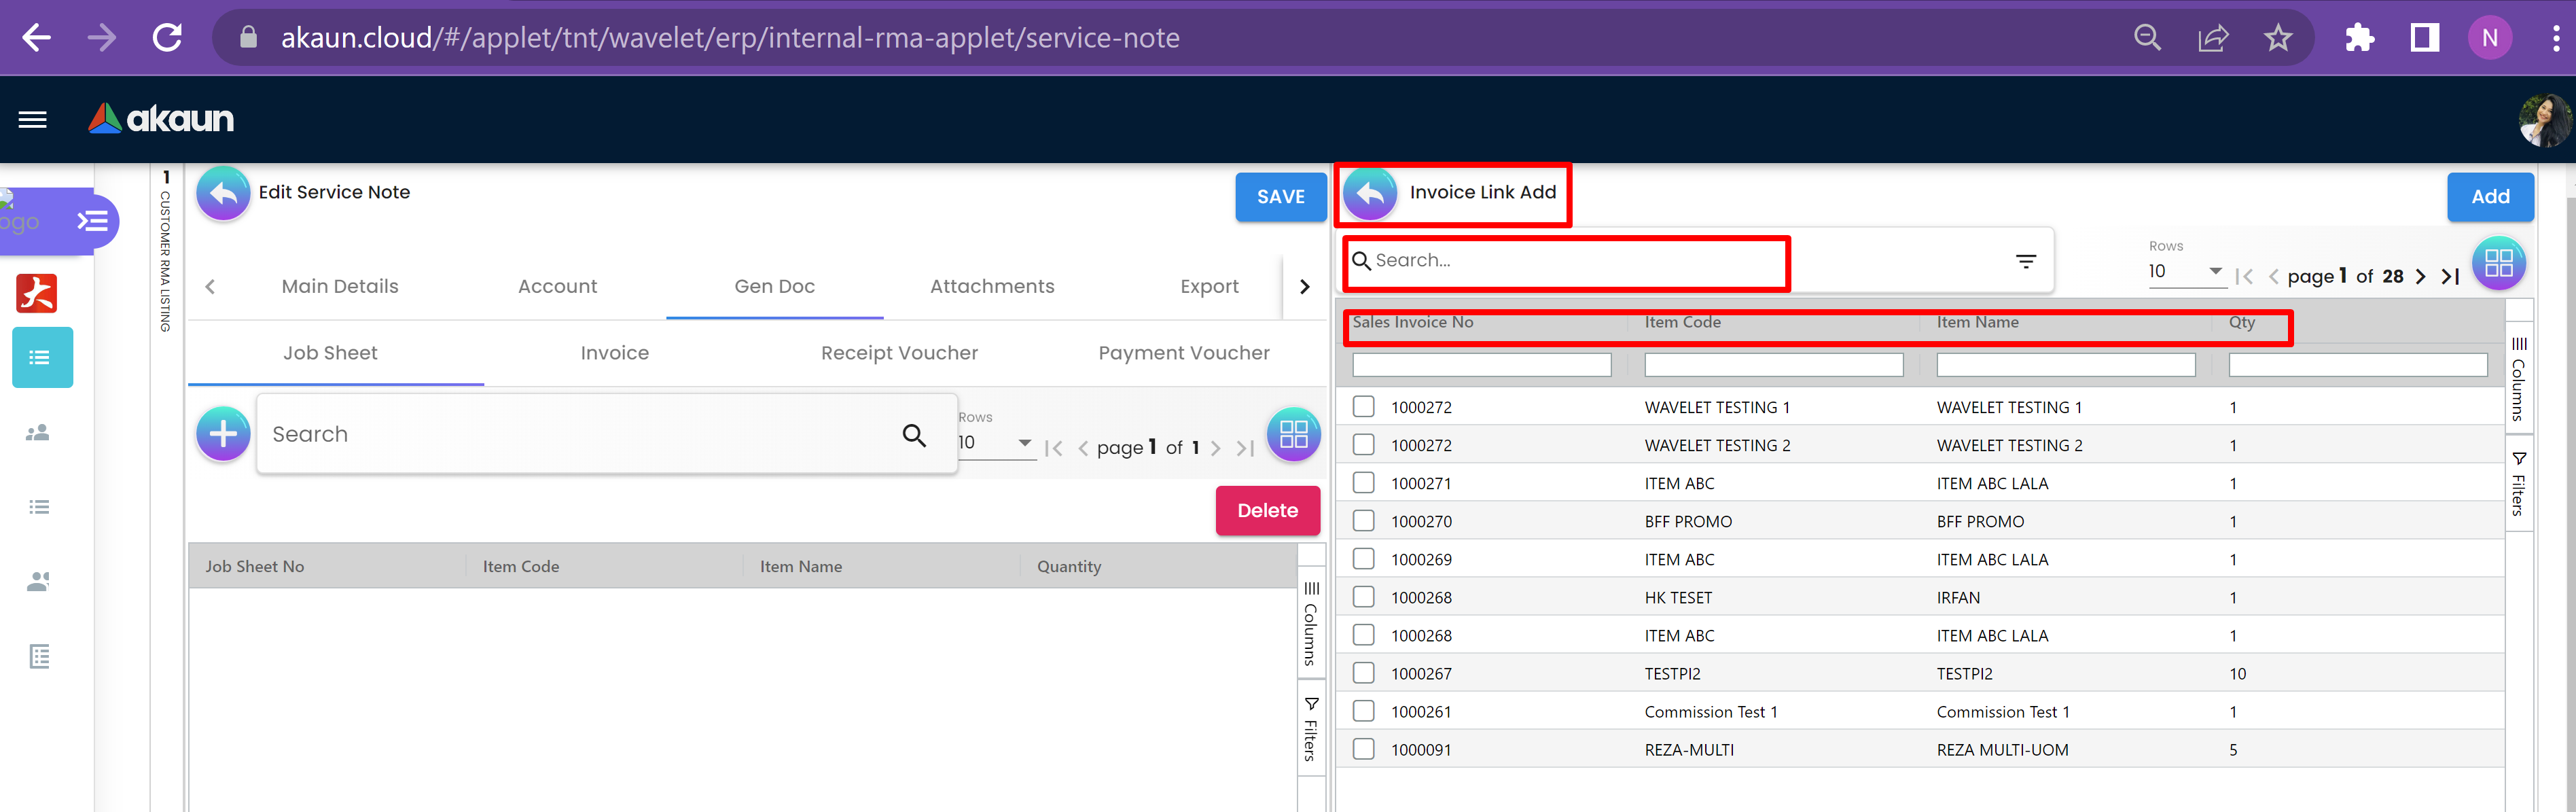 akaun.cloud/#/applet/tnt/wavelet/erp/internal-rma-applet/service-note
N
akaun
logo
大
1 CUSTOMER RMA LISTING
Edit Service Note
SAVE
Main Details Account Gen Doc Attachments Export
Job Sheet Invoice Receipt Voucher Payment Voucher
Search
Rows
10
page 1 of 1
Delete
Job Sheet No Item Code Item Name Quantity
Columns
Filters
Invoice Link Add
Add
Search...
Rows
10
page 1 of 28
Sales Invoice No Item Code Item Name Qty
1000272 WAVELET TESTING 1 WAVELET TESTING 1 1
1000272 WAVELET TESTING 2 WAVELET TESTING 2 1
1000271 ITEM ABC ITEM ABC LALA 1
1000270 BFF PROMO BFF PROMO 1
1000269 ITEM ABC ITEM ABC LALA 1
1000268 HK TESET IRFAN 1
1000268 ITEM ABC ITEM ABC LALA 1
1000267 TESTPI2 TESTPI2 10
1000261 Commission Test 1 Commission Test 1 1
1000091 REZA-MULTI REZA MULTI-UOM 5
Columns
Filters